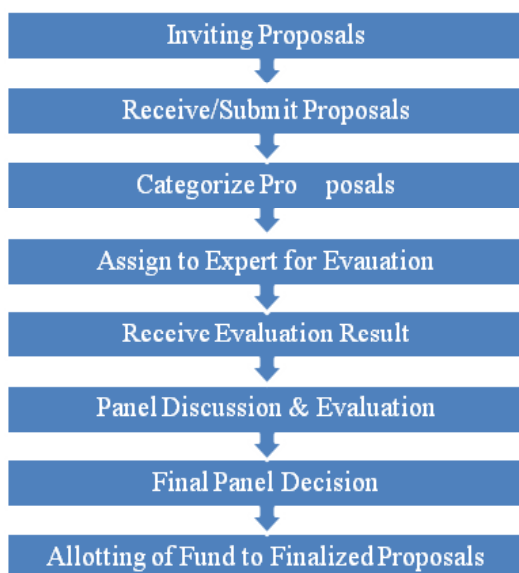 Inviting Proposals
Receive/Submit Proposals
Categorize Pro posals
Assign to Expert for Evauation
Receive Evaluation Result
Panel Discussion & Evaluation
Final Panel Decision
Allotting of Fund to Finalized Proposals